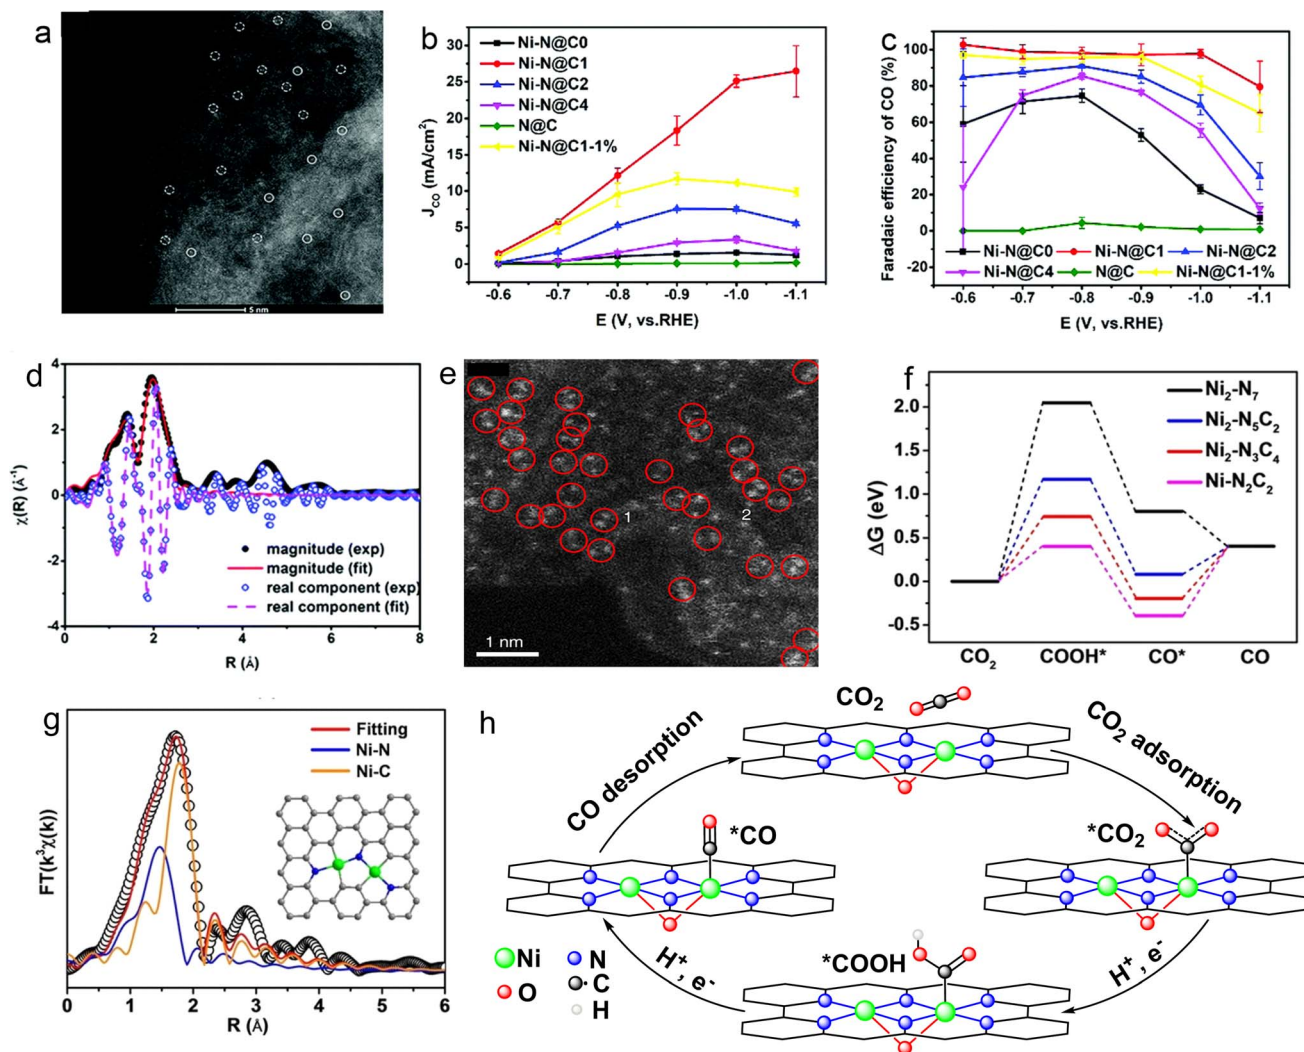 a
5 nm
b
Ni-N@C0
Ni-N@C1
Ni-N@C2
Ni-N@C4
N@C
Ni-N@C1-1%
30
25
20
15
10
5
0
J_CO (mA/cm²)
-0.6 -0.7 -0.8 -0.9 -1.0 -1.1
E (V, vs.RHE)
c
100
80
60
40
20
0
-20
Faradaic efficiency of CO (%)
Ni-N@C0 Ni-N@C1 Ni-N@C2
Ni-N@C4 N@C Ni-N@C1-1%
-0.6 -0.7 -0.8 -0.9 -1.0 -1.1
E (V, vs.RHE)
d
4
2
0
-2
-4
χ(R) (Å⁻¹)
magnitude (exp)
magnitude (fit)
real component (exp)
real component (fit)
0 2 4 6 8
R (Å)
e
1
2
1 nm
f
Ni₂-N₇
Ni₂-N₅C₂
Ni₂-N₃C₄
Ni-N₂C₂
2.0
1.5
1.0
0.5
0.0
-0.5
ΔG (eV)
CO₂ COOH* CO* CO
g
Fitting
Ni-N
Ni-C
FT(k³χ(k))
0 1 2 3 4 5 6
R (Å)
h
CO₂
CO desorption
CO₂ adsorption
*CO
*CO₂
*COOH
H⁺, e⁻
H⁺, e⁻
Ni N
O C
H